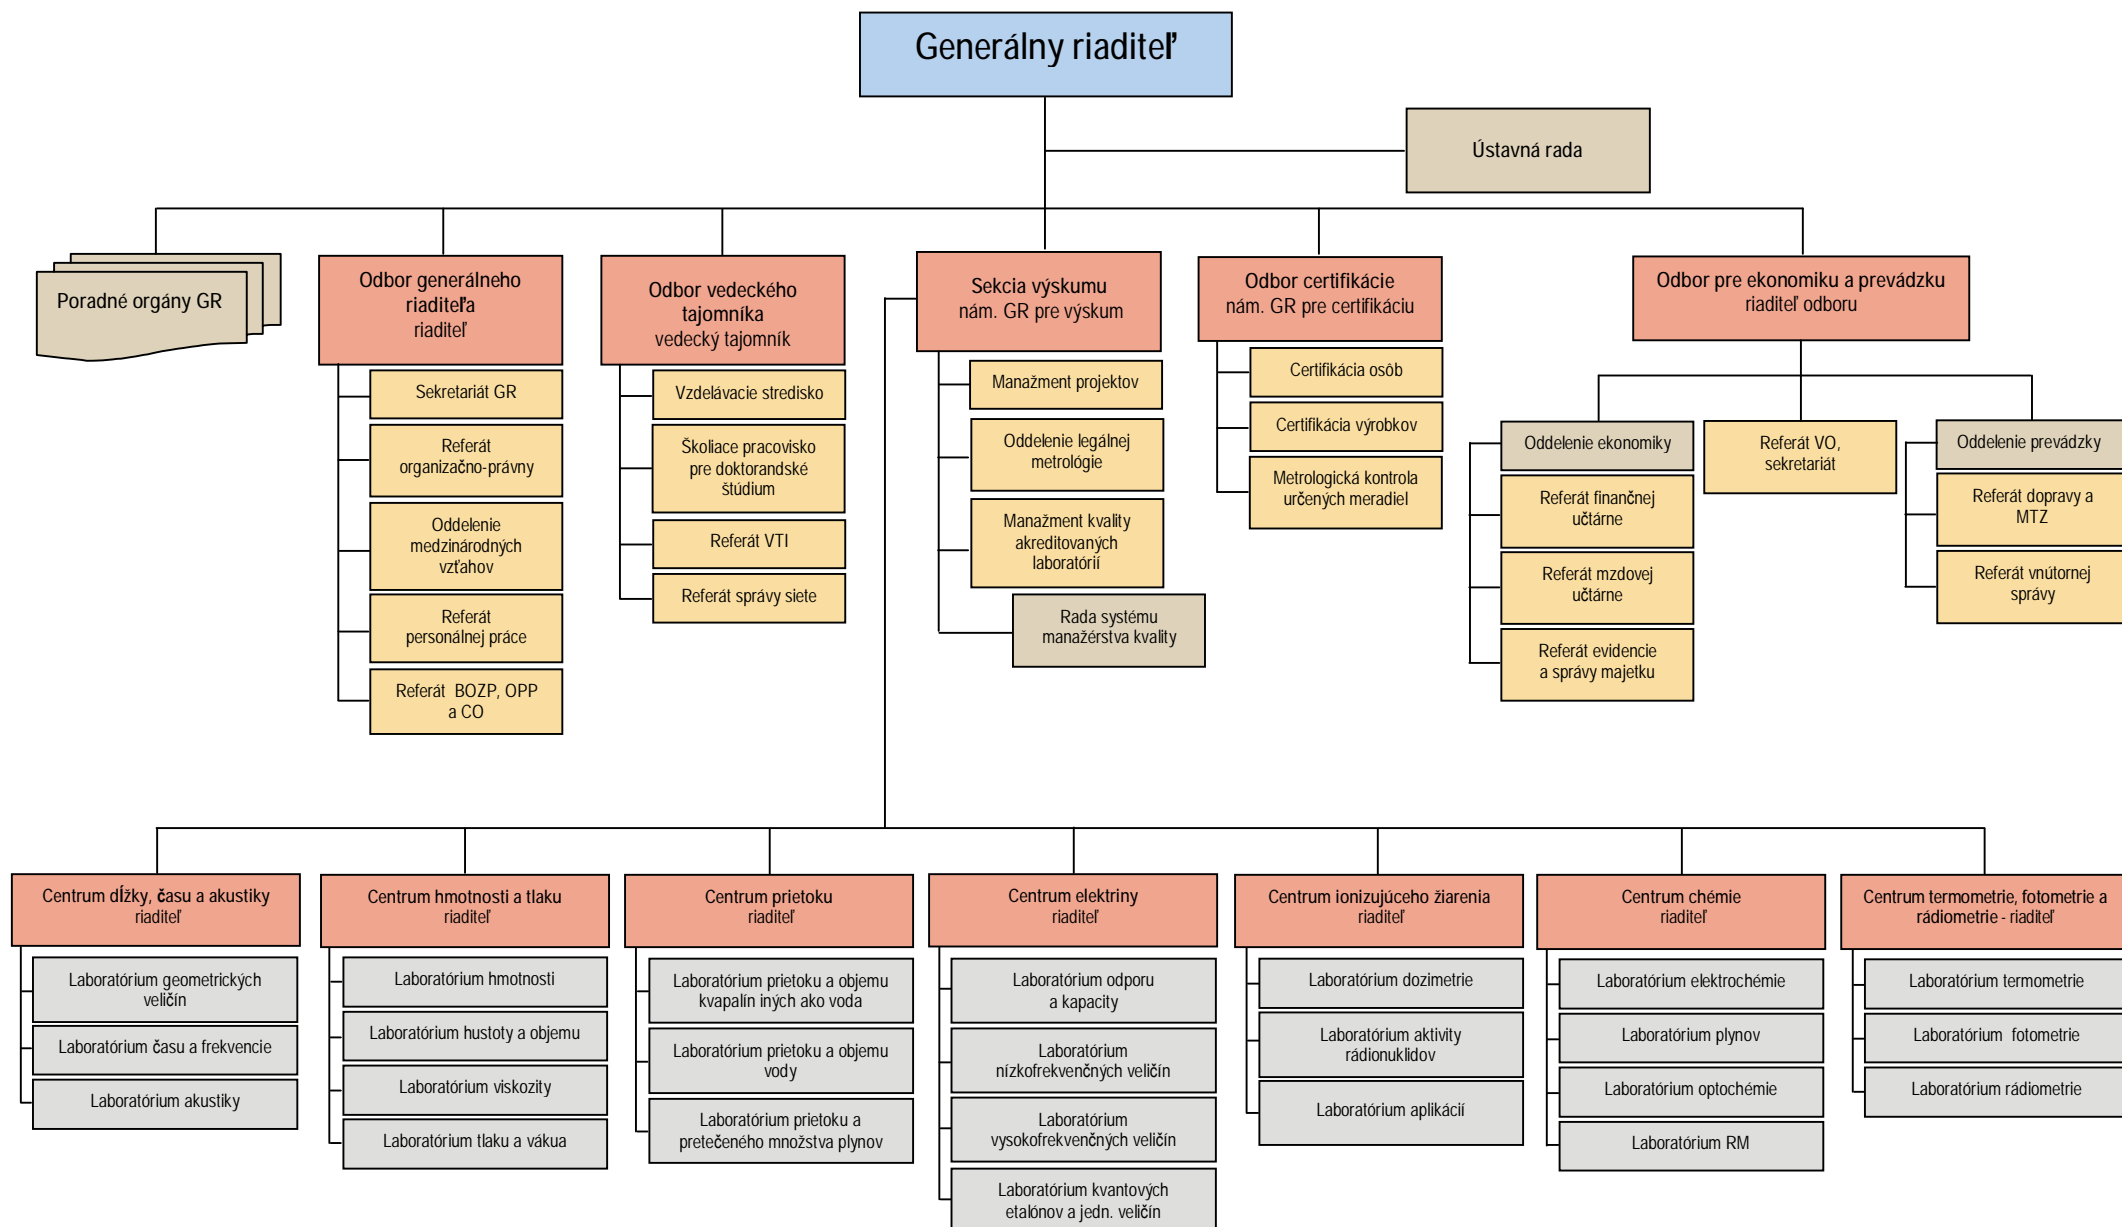 Generálny riaditeľ
Ústavná rada
Poradné orgány GR
Odbor generálneho
riaditeľa
riaditeľ
Sekretariát GR
Referát
organizačno-právny
Oddelenie
medzinárodných
vzťahov
Referát
personálnej práce
Referát  BOZP, OPP
a CO
Odbor vedeckého
tajomníka
vedecký tajomník
Vzdelávacie stredisko
Školiace pracovisko
pre doktorandské
štúdium
Referát VTI
Referát správy siete
Sekcia výskumu
nám. GR pre výskum
Manažment projektov
Oddelenie legálnej
metrológie
Manažment kvality
akreditovaných
laboratórií
Rada systému
manažérstva kvality
Odbor certifikácie
nám. GR pre certifikáciu
Certifikácia osôb
Certifikácia výrobkov
Metrologická kontrola
určených meradiel
Odbor pre ekonomiku a prevádzku
riaditeľ odboru
Oddelenie ekonomiky
Referát finančnej
učtárne
Referát mzdovej
učtárne
Referát evidencie
a správy majetku
Referát VO,
sekretariát
Oddelenie prevádzky
Referát dopravy a
MTZ
Referát vnútornej
správy
Centrum dĺžky, času a akustiky
riaditeľ
Laboratórium geometrických
veličín
Laboratórium času a frekvencie
Laboratórium akustiky
Centrum hmotnosti a tlaku
riaditeľ
Laboratórium hmotnosti
Laboratórium hustoty a objemu
Laboratórium viskozity
Laboratórium tlaku a vákua
Centrum prietoku
riaditeľ
Laboratórium prietoku a objemu
kvapalín iných ako voda
Laboratórium prietoku a objemu
vody
Laboratórium prietoku a
pretečeného množstva plynov
Centrum elektriny
riaditeľ
Laboratórium odporu
a kapacity
Laboratórium
nízkofrekvenčných veličín
Laboratórium
vysokofrekvenčných veličín
Laboratórium kvantových
etalónov a jedn. veličín
Centrum ionizujúceho žiarenia
riaditeľ
Laboratórium dozimetrie
Laboratórium aktivity
rádionuklidov
Laboratórium aplikácií
Centrum chémie
riaditeľ
Laboratórium elektrochémie
Laboratórium plynov
Laboratórium optochémie
Laboratórium RM
Centrum termometrie, fotometrie a
rádiometrie - riaditeľ
Laboratórium termometrie
Laboratórium  fotometrie
Laboratórium rádiometrie